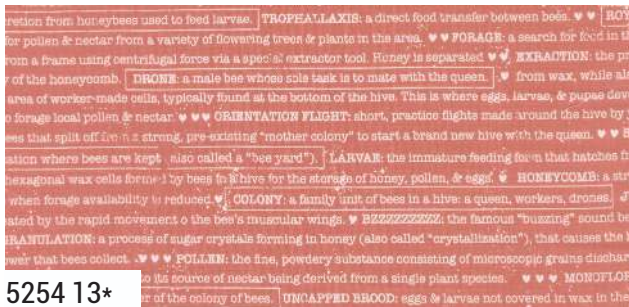 retion from honeybees used to feed larvae. TROPHALLAXIS: a direct food transfer between bees. ♥ ♥ ROY
for pollen & nectar from a variety of flowering trees & plants in the area. ♥ ♥ FORAGE: a search for food in th
rom a frame using centrifugal force via a special extractor tool. Honey is separated ♥ ♥ EXRACTION: the pr
of the honeycomb. DRONE: a male bee whose sole task is to mate with the queen. ♥ from wax, while als
area of worker-made cells, typically found at the bottom of the hive. This is where eggs, larvae, & pupae deve
o forage local pollen & nectar. ♥ ♥ ♥ ORIENTATION FLIGHT: short, practice flights made around the hive by
ees that split off from a strong, pre-existing "mother colony" to start a brand new hive with the queen. ♥ ♥ B
ation where bees are kept also called a "bee yard"). LARVAE: the immature feeding form that hatches fr
hexagonal wax cells formed by bees in a hive for the storage of honey, pollen, & eggs. ♥ HONEYCOMB: a str
when forage availability is reduced. ♥ COLONY: a family unit of bees in a hive: a queen, workers, drones.
ated by the rapid movement o the bee's muscular wings. ♥ BZZZZZZZZZ: the famous "buzzing" sound be
RANULATION: a process of sugar crystals forming in honey (also called "crystallization"), that causes the l
wer that bees collect. ♥ ♥ ♥ POLLEN: the fine, powdery substance consisting of microscopic grains dischar
to its source of nectar being derived from a single plant species. ♥ ♥ ♥ MONOFLOR
5254 13* er of the colony of bees. UNCAPPED BROOD: eggs & larvae not covered in wax in the